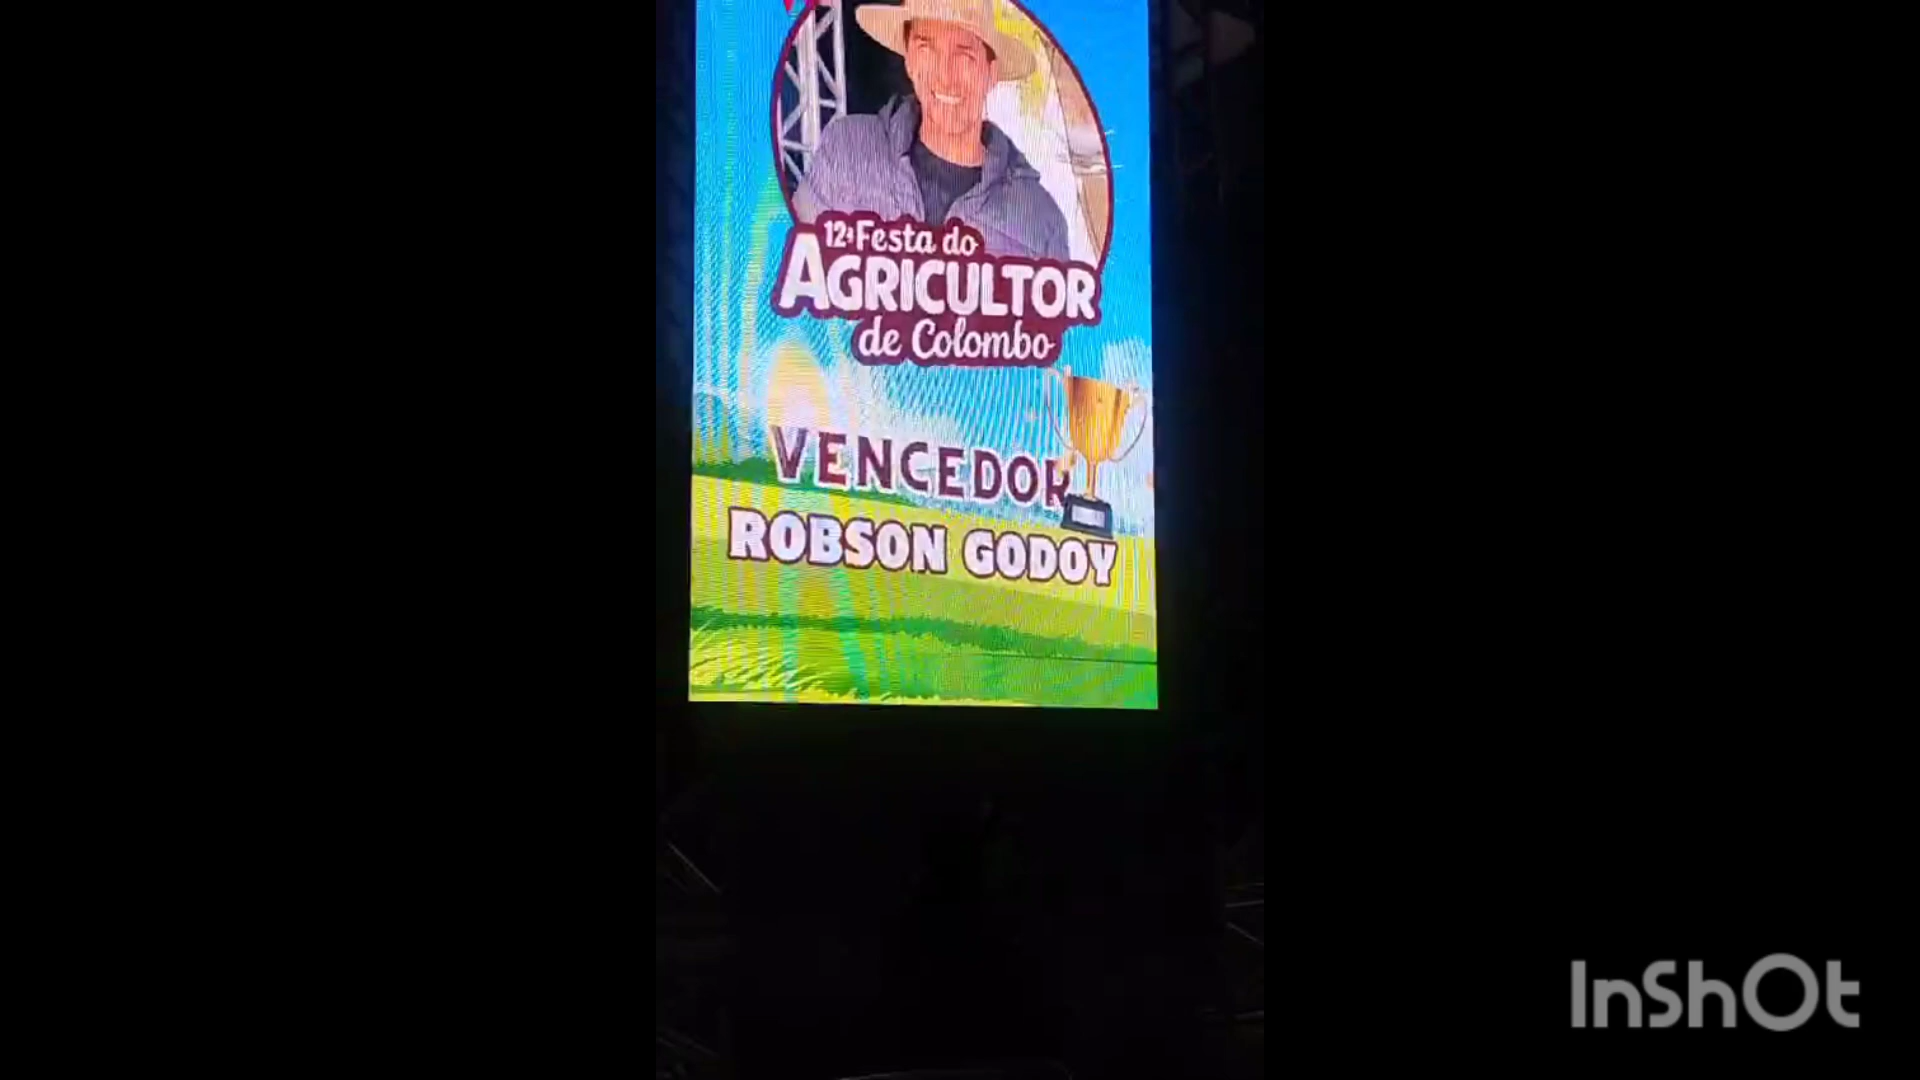 12ª Festa do
AGRICULTOR
de Colombo
VENCEDOR
ROBSON GODOY
InShOt